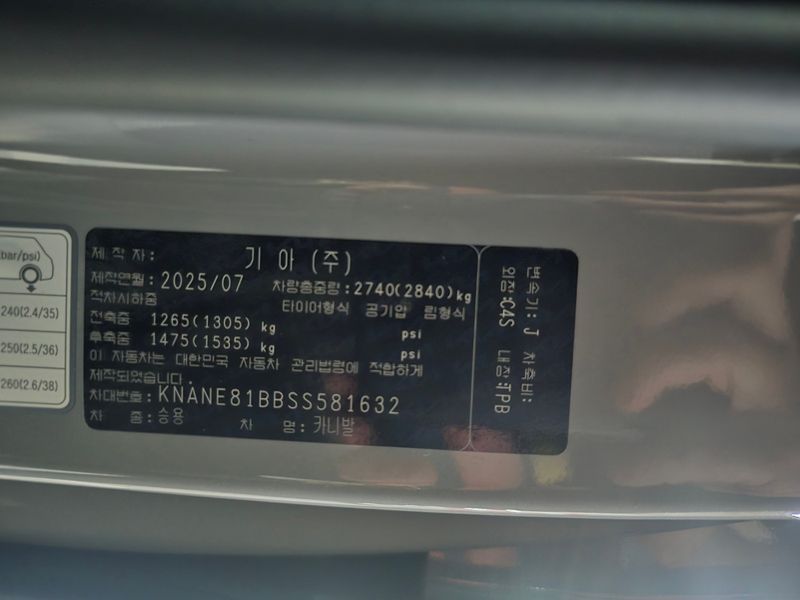 bar/psi)
240(2.4/35)
250(2.5/36)
260(2.6/38)
제 작 자: 기 아 (주)
제작연월: 2025/07 차량총중량: 2740(2840)kg
적차시하중 타이어형식 공기압 림형식
전축중 1265(1305) kg psi
후축중 1475(1535) kg psi
이 자동차는 대한민국 자동차 관리법령에 적합하게
제작되었습니다.
차대번호: KNANE81BBSS581632
차 종: 승용 차 명: 카니발
변속기: J 차축비:
외장:C4S 내장:TPB